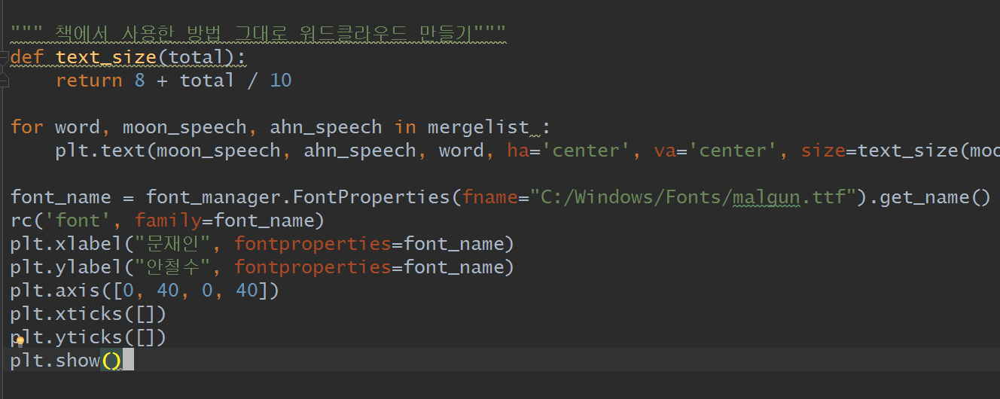 """ 책에서 사용한 방법 그대로 워드클라우드 만들기"""
def text_size(total):
    return 8 + total / 10
for word, moon_speech, ahn_speech in mergelist :
    plt.text(moon_speech, ahn_speech, word, ha='center', va='center', size=text_size(moo
font_name = font_manager.FontProperties(fname="C:/Windows/Fonts/malgun.ttf").get_name()
rc('font', family=font_name)
plt.xlabel("문재인", fontproperties=font_name)
plt.ylabel("안철수", fontproperties=font_name)
plt.axis([0, 40, 0, 40])
plt.xticks([])
plt.yticks([])
plt.show()